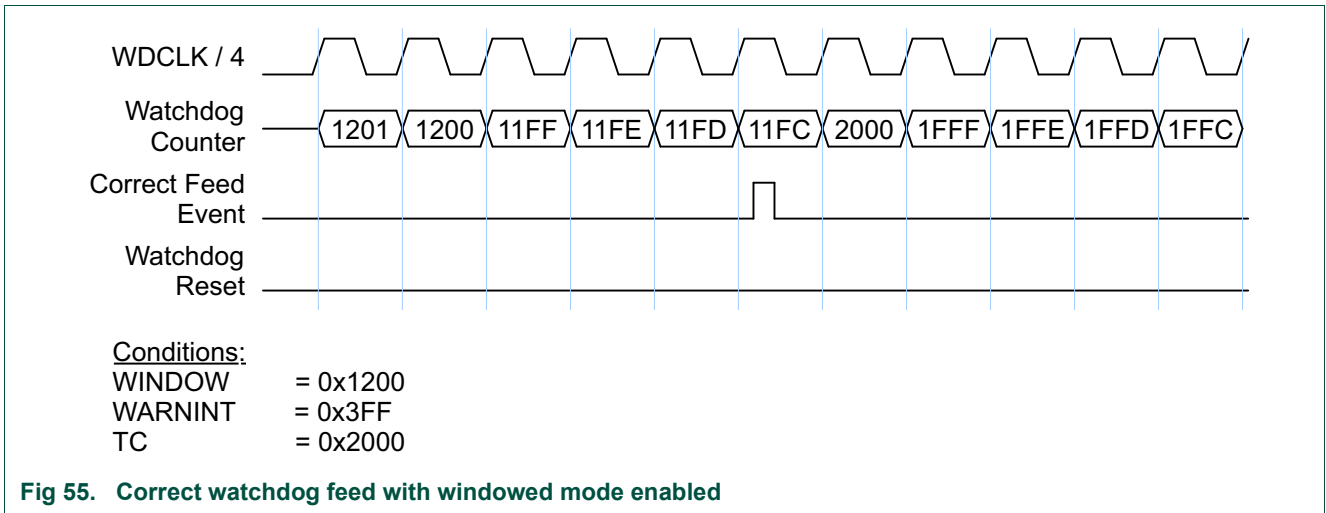 WDCLK / 4
Watchdog
Counter
1201 1200 11FF 11FE 11FD 11FC 2000 1FFF 1FFE 1FFD 1FFC
Correct Feed
Event
Watchdog
Reset
Conditions:
WINDOW = 0x1200
WARNINT = 0x3FF
TC = 0x2000
Fig 55. Correct watchdog feed with windowed mode enabled